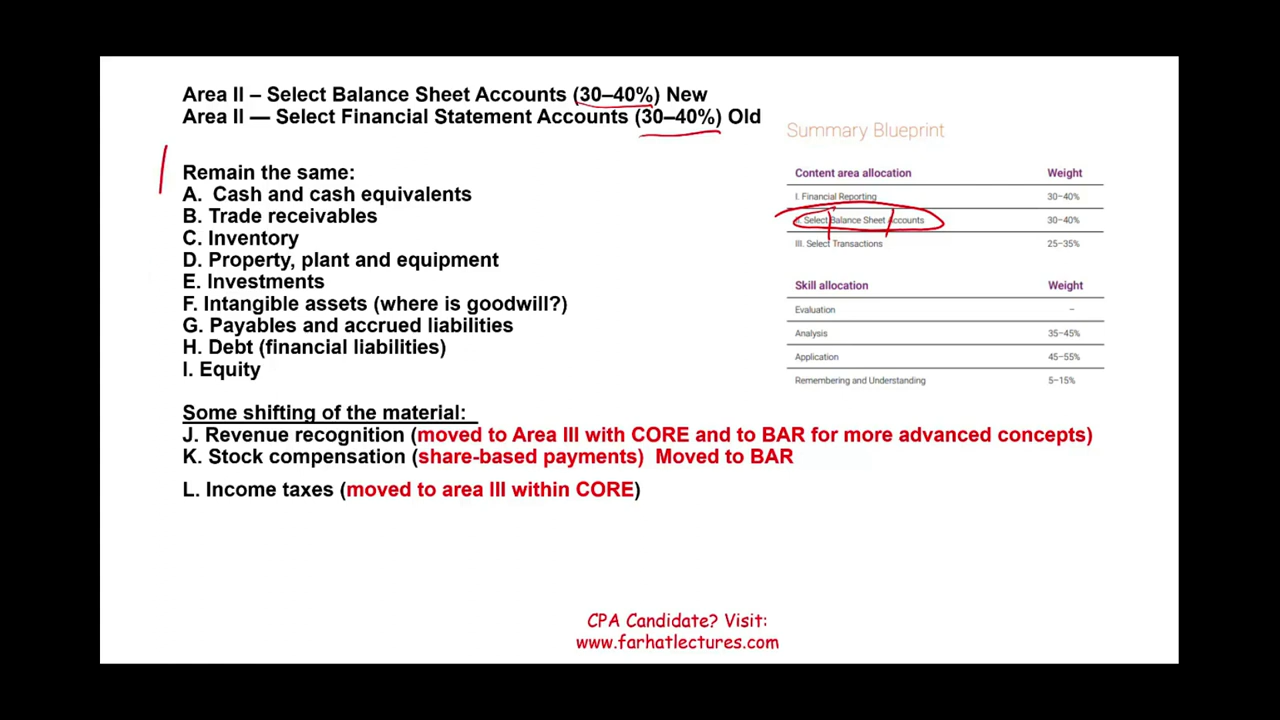 Area II – Select Balance Sheet Accounts (30–40%) New
Area II — Select Financial Statement Accounts (30–40%) Old
Remain the same:
A. Cash and cash equivalents
B. Trade receivables
C. Inventory
D. Property, plant and equipment
E. Investments
F. Intangible assets (where is goodwill?)
G. Payables and accrued liabilities
H. Debt (financial liabilities)
I. Equity
Some shifting of the material:
J. Revenue recognition (moved to Area III with CORE and to BAR for more advanced concepts)
K. Stock compensation (share-based payments) Moved to BAR
L. Income taxes (moved to area III within CORE)
Summary Blueprint
Content area allocation Weight
I. Financial Reporting 30–40%
Select Balance Sheet Accounts 30–40%
III. Select Transactions 25–35%
Skill allocation Weight
Evaluation –
Analysis 35–45%
Application 45–55%
Remembering and Understanding 5–15%
CPA Candidate? Visit:
www.farhatlectures.com